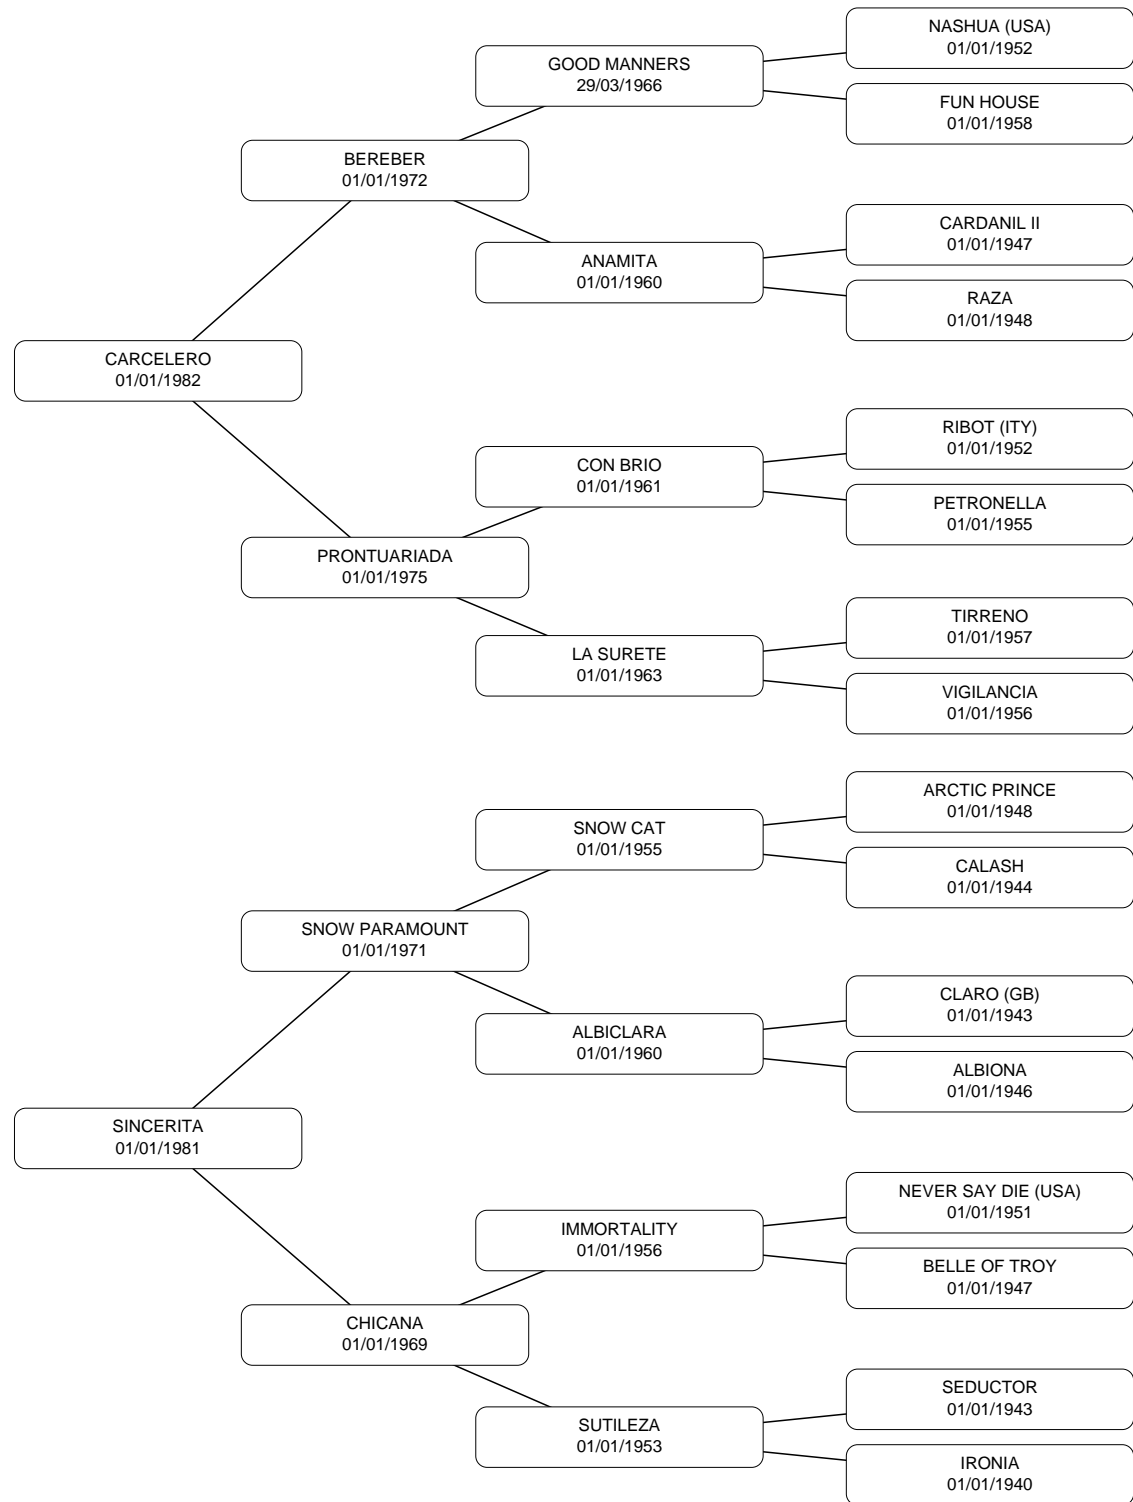 NASHUA (USA)
01/01/1952
GOOD MANNERS
29/03/1966
FUN HOUSE
01/01/1958
BEREBER
01/01/1972
CARDANIL II
01/01/1947
ANAMITA
01/01/1960
RAZA
01/01/1948
CARCELERO
01/01/1982
RIBOT (ITY)
01/01/1952
CON BRIO
01/01/1961
PETRONELLA
01/01/1955
PRONTUARIADA
01/01/1975
TIRRENO
01/01/1957
LA SURETE
01/01/1963
VIGILANCIA
01/01/1956
ARCTIC PRINCE
01/01/1948
SNOW CAT
01/01/1955
CALASH
01/01/1944
SNOW PARAMOUNT
01/01/1971
CLARO (GB)
01/01/1943
ALBICLARA
01/01/1960
ALBIONA
01/01/1946
SINCERITA
01/01/1981
NEVER SAY DIE (USA)
01/01/1951
IMMORTALITY
01/01/1956
BELLE OF TROY
01/01/1947
CHICANA
01/01/1969
SEDUCTOR
01/01/1943
SUTILEZA
01/01/1953
IRONIA
01/01/1940